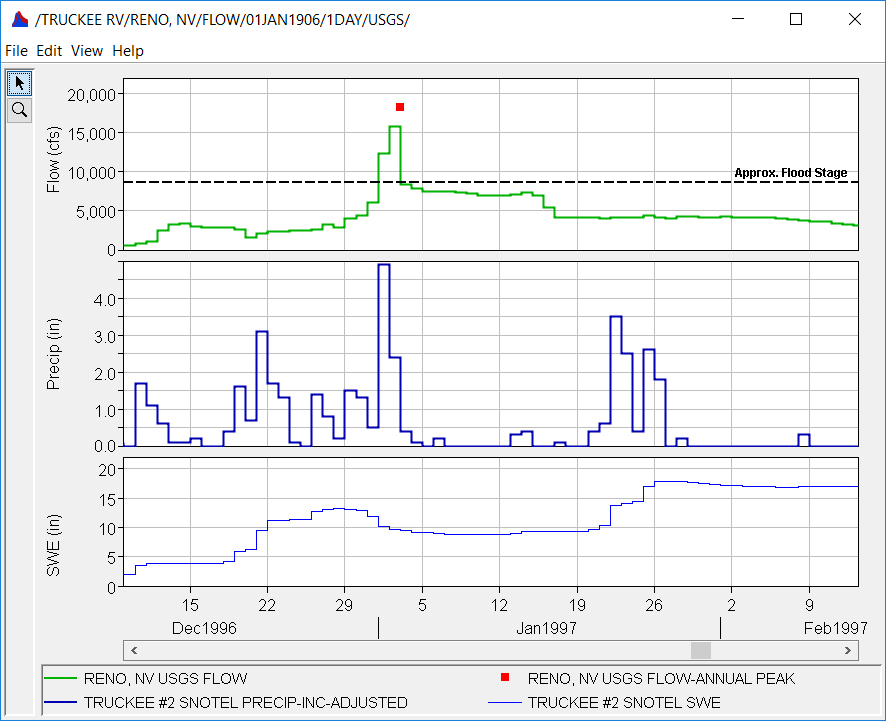 /TRUCKEE RV/RENO, NV/FLOW/01JAN1906/1DAY/USGS/
File Edit View Help
Flow (cfs)
20,000
15,000
10,000
5,000
0
Approx. Flood Stage
Precip (in)
4.0
3.0
2.0
1.0
0.0
SWE (in)
20
15
10
5
0
15 22 29 5 12 19 26 2 9
Dec1996 Jan1997 Feb1997
RENO, NV USGS FLOW
RENO, NV USGS FLOW-ANNUAL PEAK
TRUCKEE #2 SNOTEL PRECIP-INC-ADJUSTED
TRUCKEE #2 SNOTEL SWE